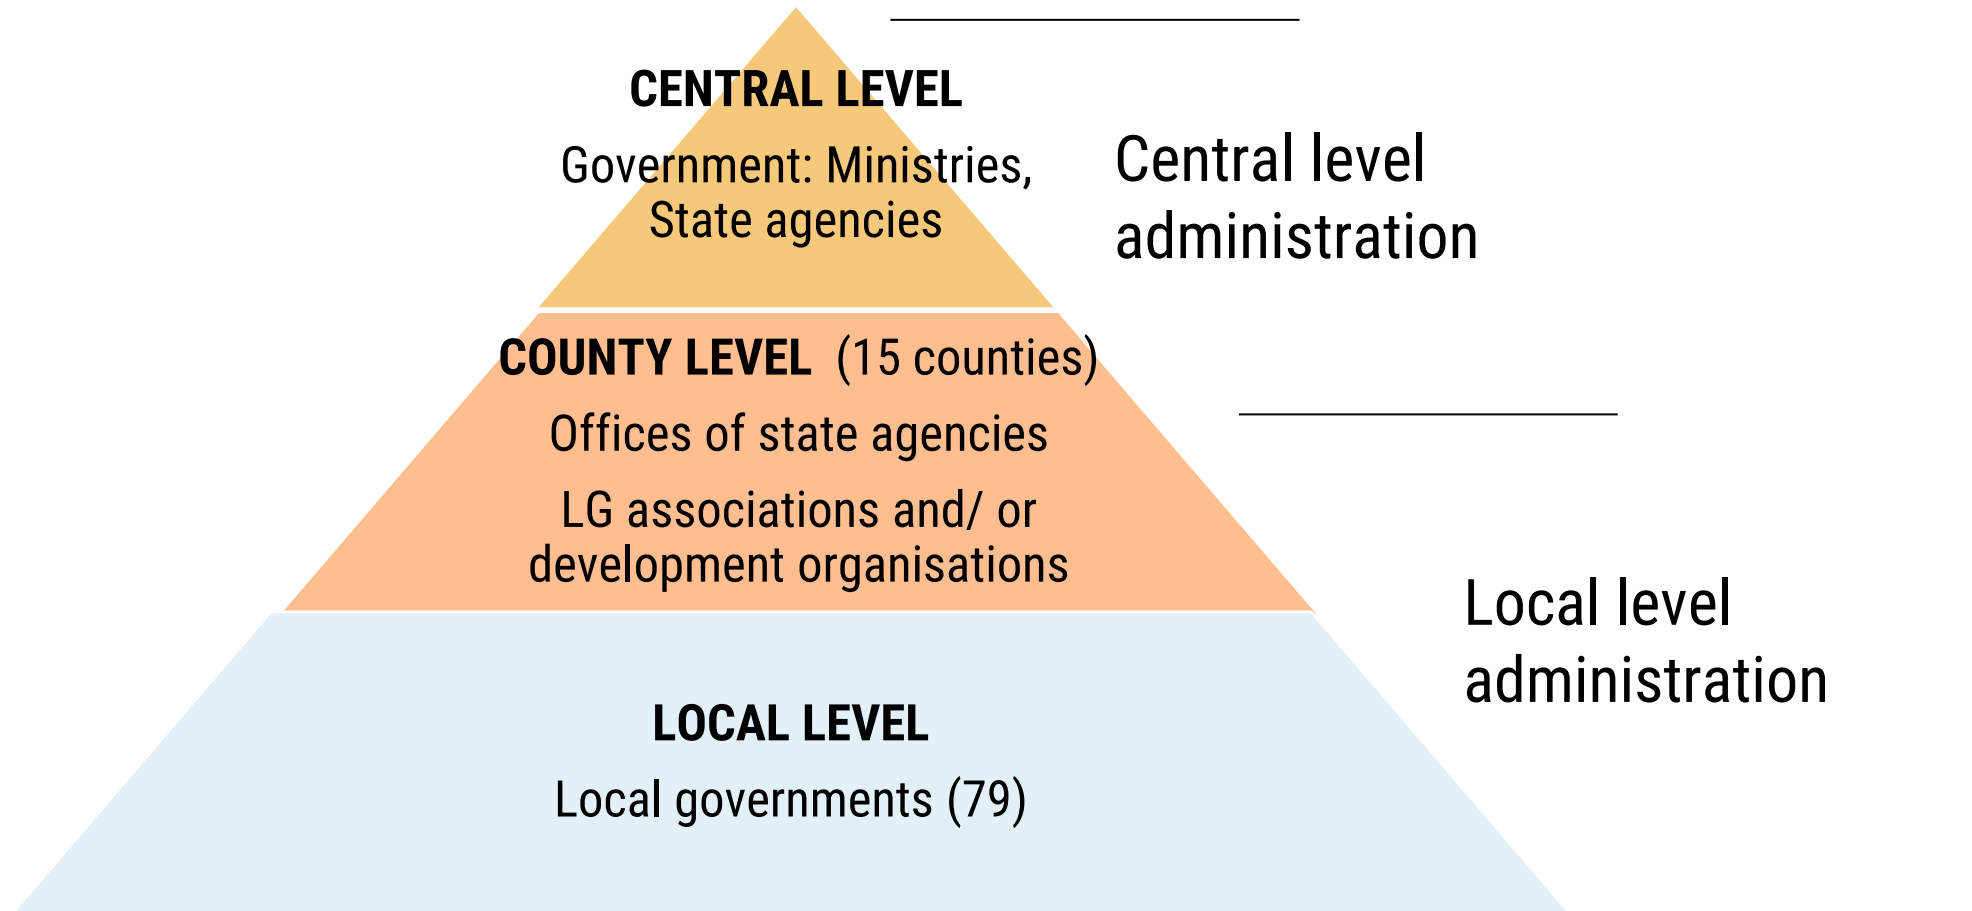 CENTRAL LEVEL
Government: Ministries,
State agencies
Central level
administration
COUNTY LEVEL (15 counties)
Offices of state agencies
LG associations and/ or
development organisations
Local level
administration
LOCAL LEVEL
Local governments (79)